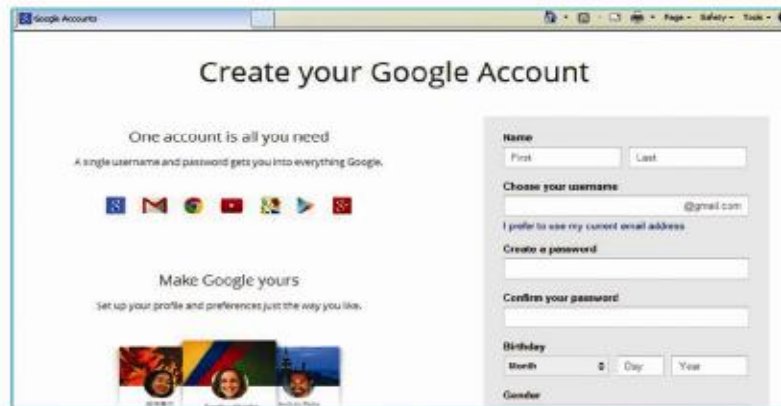 Google Accounts
Page Safety Tools
Create your Google Account
One account is all you need
A single username and password gets you into everything Google.
Make Google yours
Set up your profile and preferences just the way you like.
Name
First Last
Choose your username
@gmail.com
I prefer to use my current email address
Create a password
Confirm your password
Birthday
Month Day Year
Gender